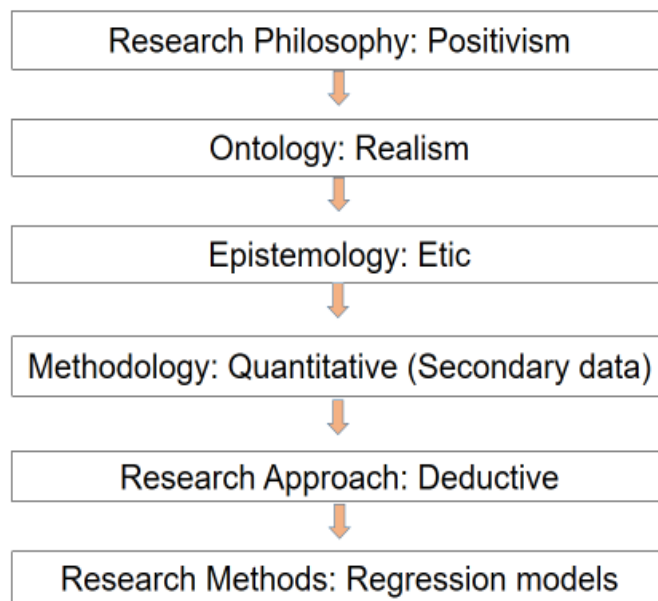 Research Philosophy: Positivism
Ontology: Realism
Epistemology: Etic
Methodology: Quantitative (Secondary data)
Research Approach: Deductive
Research Methods: Regression models